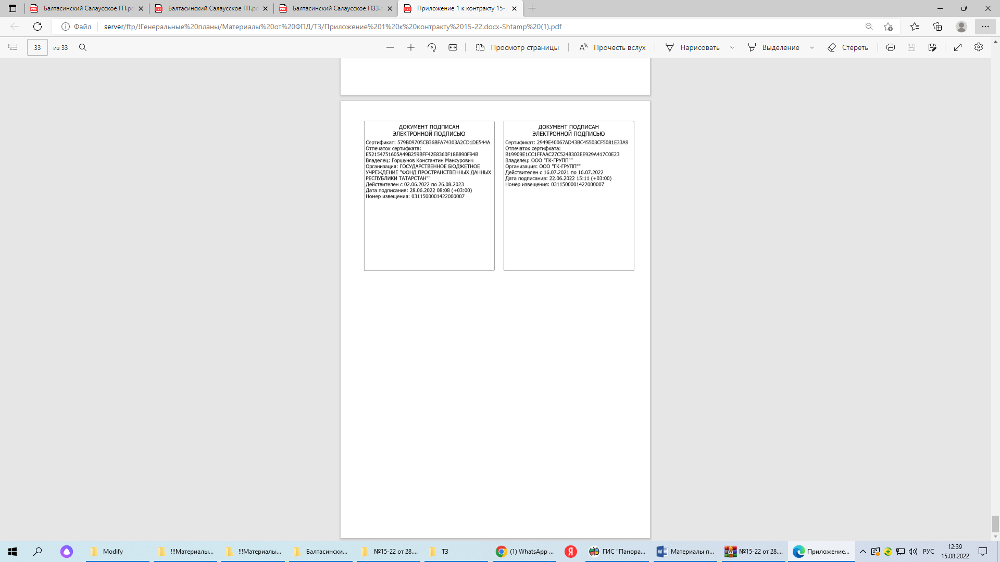 Балтасинский Салаусское ГП.pd
Балтасинский Салаусское ГП.pd
Балтасинский Салаусское ПЗЗ.p
Приложение 1 к контракту 15-2
Файл
server/ftp/!Генеральные%20планы/Материалы%20от%20ФПД/ТЗ/Приложение%201%20к%20контракту%2015-22.docx-Shtamp%20(1).pdf
33 из 33
Просмотр страницы
Прочесть вслух
Нарисовать
Выделение
Стереть
ДОКУМЕНТ ПОДПИСАН
ЭЛЕКТРОННОЙ ПОДПИСЬЮ
Сертификат: 579B09705CB36BFA74303A2CD1DE544A
Отпечаток сертифката:
E52154751605A49B259BFF42E8360F18B890F94B
Владелец: Горшунов Константин Мансурович
Организация: ГОСУДАРСТВЕННОЕ БЮДЖЕТНОЕ
УЧРЕЖДЕНИЕ "ФОНД ПРОСТРАНСТВЕННЫХ ДАННЫХ
РЕСПУБЛИКИ ТАТАРСТАН""
Действителен с 02.06.2022 по 26.08.2023
Дата подписания: 28.06.2022 08:08 (+03:00)
Номер извещения: 0311500001422000007
ДОКУМЕНТ ПОДПИСАН
ЭЛЕКТРОННОЙ ПОДПИСЬЮ
Сертификат: 2949E40067AD43BC45503CF5081E33A9
Отпечаток сертифката:
B19909E1CC1FFAAC27C5248303EE929A417C0E23
Владелец: ООО "ГК-ГРУПП""
Организация: ООО "ГК-ГРУПП""
Действителен с 16.07.2021 по 16.07.2022
Дата подписания: 22.06.2022 15:11 (+03:00)
Номер извещения: 0311500001422000007
Modify
!!!Материалы...
!!!Материалы...
Балтасински...
№15-22 от 28....
ТЗ
(1) WhatsApp ...
Я
ГИС "Панора...
Материалы п...
№15-22 от 28....
Приложение...
РУС
12:39
15.08.2022